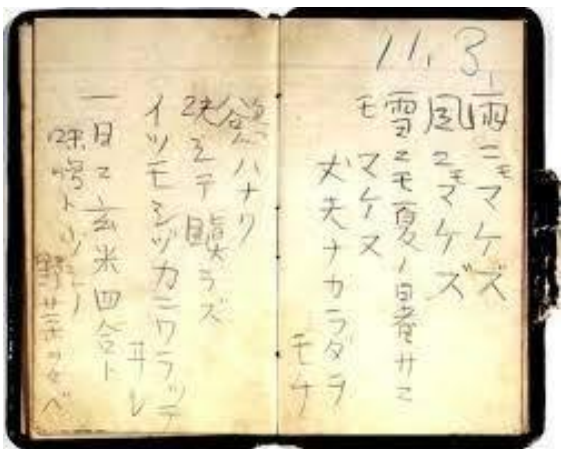 11.3.
雨ニモマケズ
風ニモマケズ
雪ニモ夏ノ暑サニ
モ マケヌ
丈夫ナカラダヲ
モチ
慾ハナク
決シテ瞋ラズ
イツモシヅカニワラッテ
ヰル
一日ニ玄米四合ト
味噌ト少シノ
野菜ヲタベ